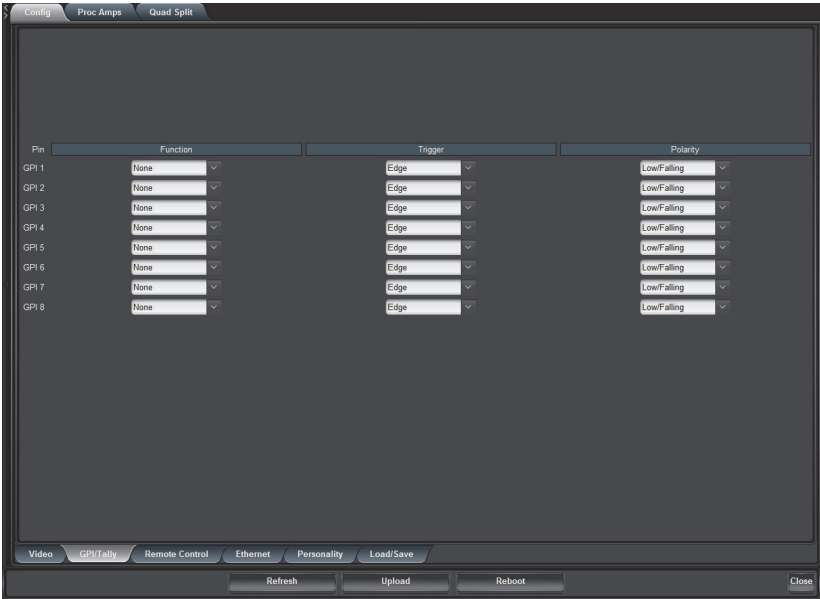 Config Proc Amps Quad Split
Pin Function Trigger Polarity
GPI 1 None Edge Low/Falling
GPI 2 None Edge Low/Falling
GPI 3 None Edge Low/Falling
GPI 4 None Edge Low/Falling
GPI 5 None Edge Low/Falling
GPI 6 None Edge Low/Falling
GPI 7 None Edge Low/Falling
GPI 8 None Edge Low/Falling
Video GPI/Tally Remote Control Ethernet Personality Load/Save
Refresh Upload Reboot Close